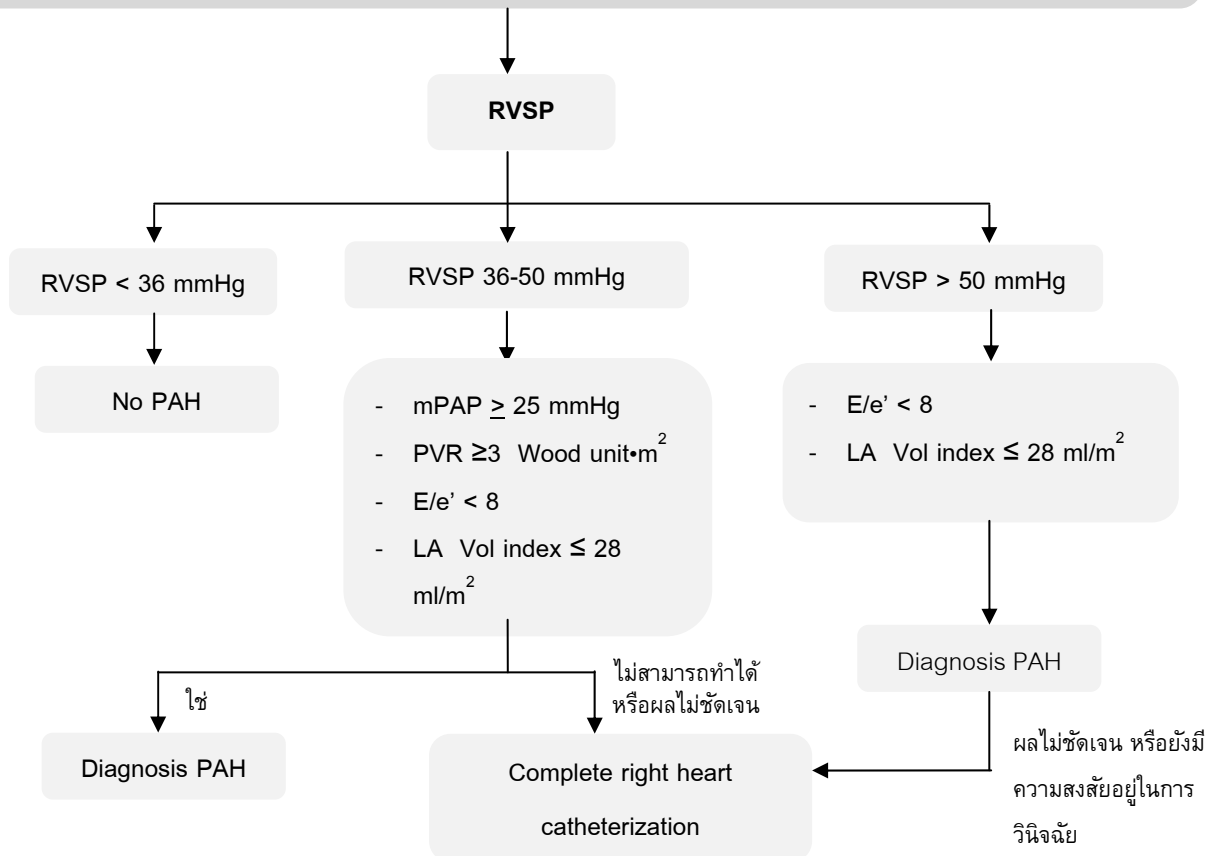 RVSP
RVSP < 36 mmHg
RVSP 36-50 mmHg
RVSP > 50 mmHg
No PAH
- mPAP ≥ 25 mmHg
- PVR ≥3 Wood unit•m²
- E/e’ < 8
- LA Vol index ≤ 28
ml/m²
- E/e’ < 8
- LA Vol index ≤ 28 ml/m²
ใช่
ไม่สามารถทำได้
หรือผลไม่ชัดเจน
Diagnosis PAH
Diagnosis PAH
Complete right heart
catheterization
ผลไม่ชัดเจน หรือยังมี
ความสงสัยอยู่ในการ
วินิจฉัย